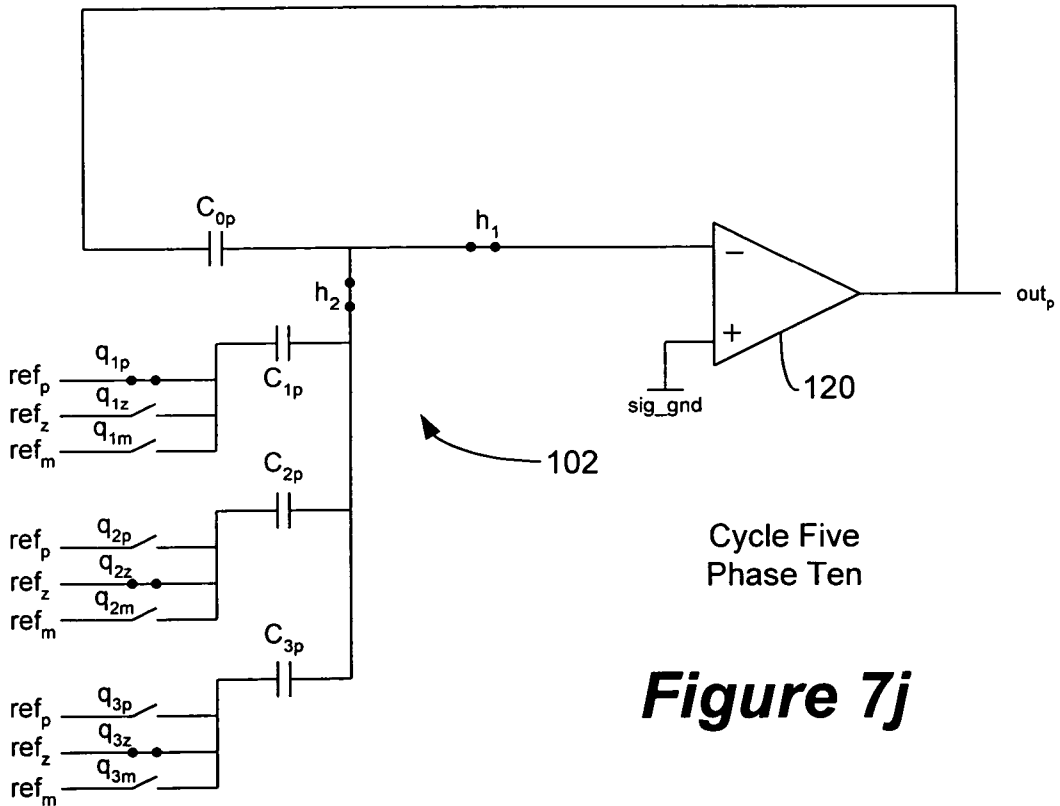 C0p
h1
h2
−
+
outp
120
sig_gnd
C1p
refp q1p
refz q1z
refm q1m
102
C2p
refp q2p
refz q2z
refm q2m
Cycle Five
Phase Ten
C3p
refp q3p
refz q3z
refm q3m
Figure 7j